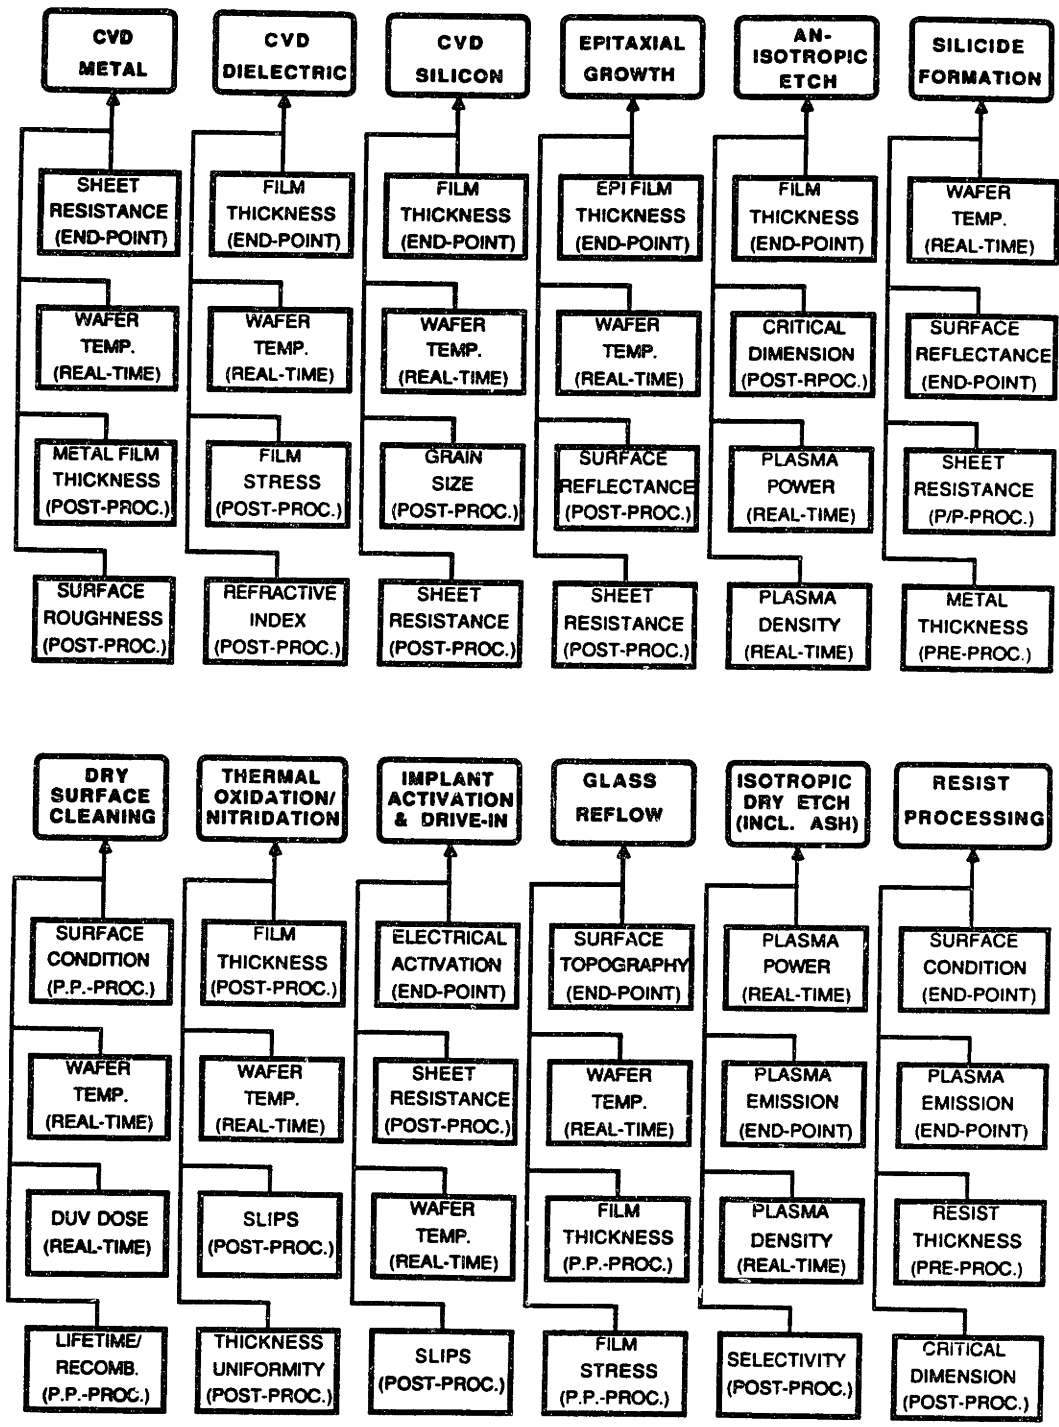 CVD
METAL
SHEET
RESISTANCE
(END-POINT)
WAFER
TEMP.
(REAL-TIME)
METAL FILM
THICKNESS
(POST-PROC.)
SURFACE
ROUGHNESS
(POST-PROC.)
CVD
DIELECTRIC
FILM
THICKNESS
(END-POINT)
WAFER
TEMP.
(REAL-TIME)
FILM
STRESS
(POST-PROC.)
REFRACTIVE
INDEX
(POST-PROC.)
CVD
SILICON
FILM
THICKNESS
(END-POINT)
WAFER
TEMP.
(REAL-TIME)
GRAIN
SIZE
(POST-PROC.)
SHEET
RESISTANCE
(POST-PROC.)
EPITAXIAL
GROWTH
EPI FILM
THICKNESS
(END-POINT)
WAFER
TEMP.
(REAL-TIME)
SURFACE
REFLECTANCE
(POST-PROC.)
SHEET
RESISTANCE
(POST-PROC.)
AN-
ISOTROPIC
ETCH
FILM
THICKNESS
(END-POINT)
CRITICAL
DIMENSION
(POST-RPOC.)
PLASMA
POWER
(REAL-TIME)
PLASMA
DENSITY
(REAL-TIME)
SILICIDE
FORMATION
WAFER
TEMP.
(REAL-TIME)
SURFACE
REFLECTANCE
(END-POINT)
SHEET
RESISTANCE
(P/P-PROC.)
METAL
THICKNESS
(PRE-PROC.)
DRY
SURFACE
CLEANING
SURFACE
CONDITION
(P.P.-PROC.)
WAFER
TEMP.
(REAL-TIME)
DUV DOSE
(REAL-TIME)
LIFETIME/
RECOMB.
(P.P.-PROC.)
THERMAL
OXIDATION/
NITRIDATION
FILM
THICKNESS
(POST-PROC.)
WAFER
TEMP.
(REAL-TIME)
SLIPS
(POST-PROC.)
THICKNESS
UNIFORMITY
(POST-PROC.)
IMPLANT
ACTIVATION
& DRIVE-IN
ELECTRICAL
ACTIVATION
(END-POINT)
SHEET
RESISTANCE
(POST-PROC.)
WAFER
TEMP.
(REAL-TIME)
SLIPS
(POST-PROC.)
GLASS
REFLOW
SURFACE
TOPOGRAPHY
(END-POINT)
WAFER
TEMP.
(REAL-TIME)
FILM
THICKNESS
(P.P.-PROC.)
FILM
STRESS
(P.P.-PROC.)
ISOTROPIC
DRY ETCH
(INCL. ASH)
PLASMA
POWER
(REAL-TIME)
PLASMA
EMISSION
(END-POINT)
PLASMA
DENSITY
(REAL-TIME)
SELECTIVITY
(POST-PROC.)
RESIST
PROCESSING
SURFACE
CONDITION
(END-POINT)
PLASMA
EMISSION
(END-POINT)
RESIST
THICKNESS
(PRE-PROC.)
CRITICAL
DIMENSION
(POST-PROC.)